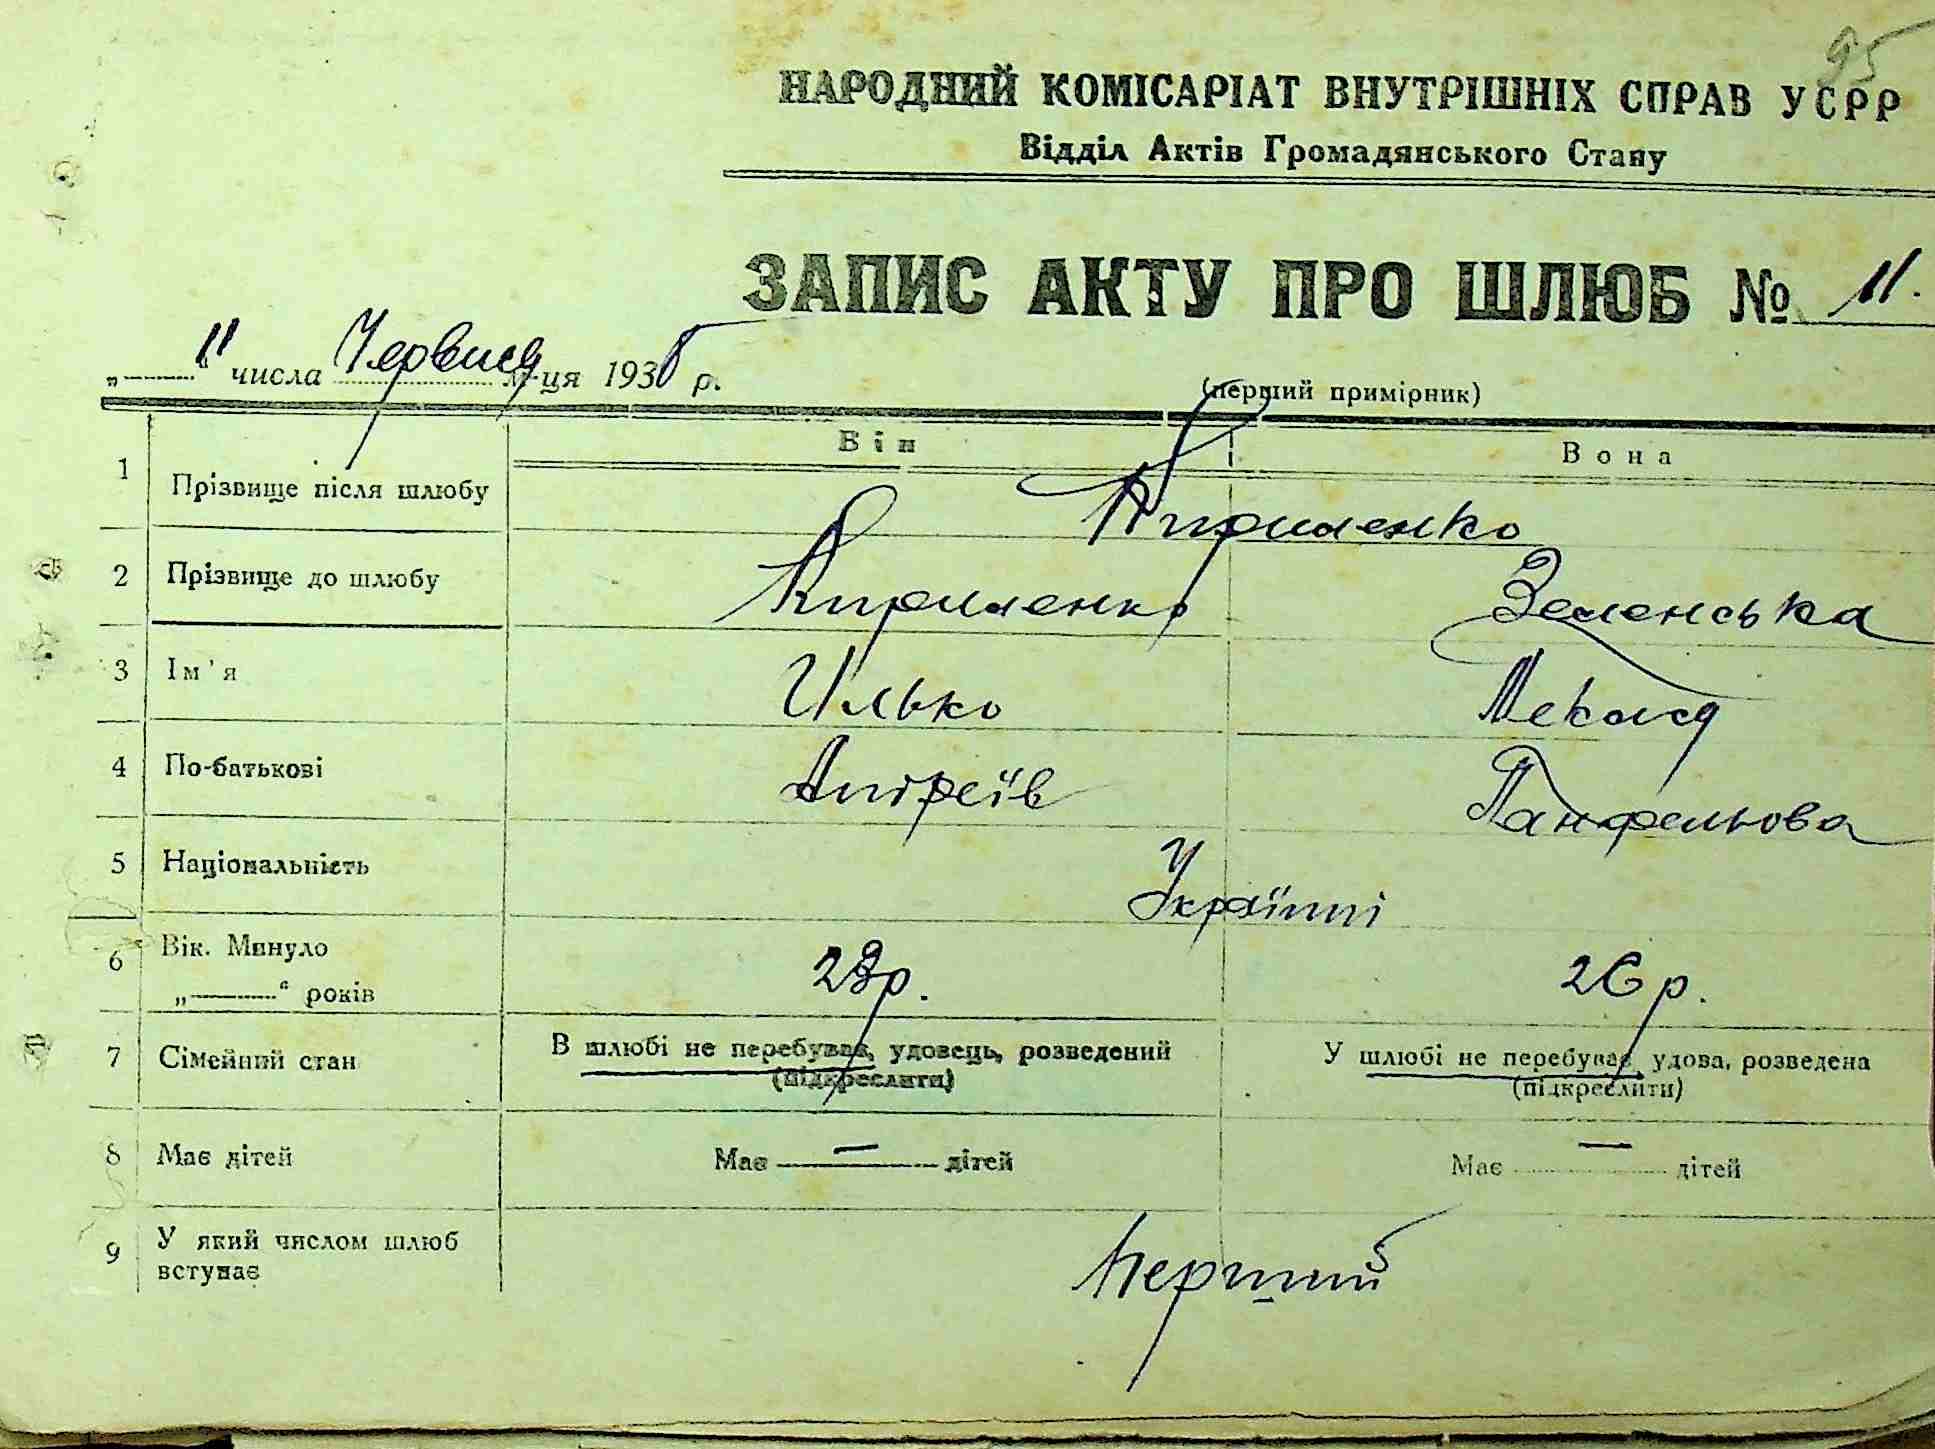 95
НАРОДНИЙ КОМІСАРІАТ ВНУТРІШНІХ СПРАВ УСРР
Відділ Актів Громадянського Стану
ЗАПИС АКТУ ПРО ШЛЮБ № 11.
„ 11 “ числа Червня м-ця 1935 р.
(перший примірник)
Він Вона
1 Прізвище після шлюбу Кириленко
2 Прізвище до шлюбу Кириленко Зеленська
3 Ім'я Илько Текля
4 По-батькові Андреїв Панфельова
5 Національність Українці
6 Вік. Минуло 23р. 26 р.
„ “ років
7 Сімейний стан В шлюбі не перебував, удовець, розведений У шлюбі не перебував, удова, розведена
(підкреслити) (підкреслити)
8 Має дітей Має — дітей Має — дітей
9 У який числом шлюб Перший
вступає